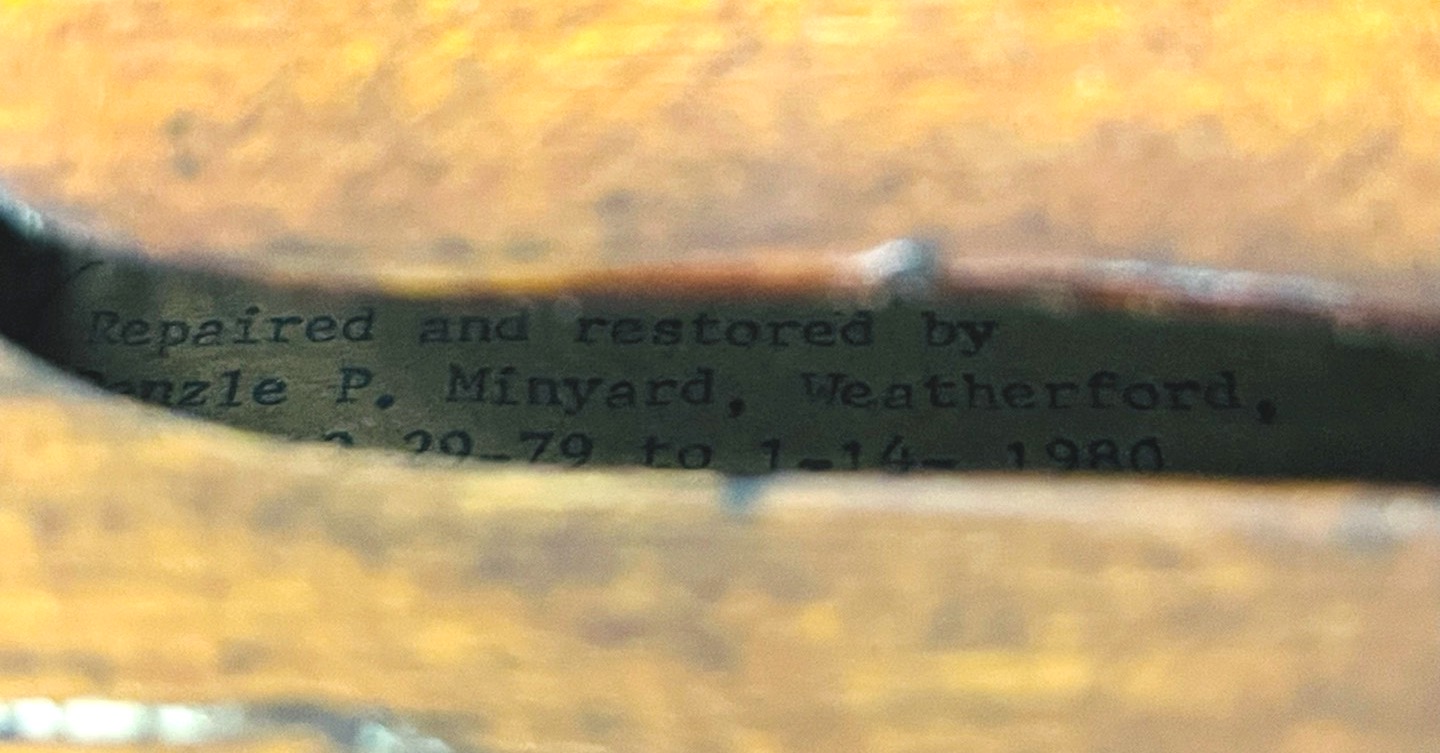 Repaired and restored by
P. Minyard, Weatherford,
29-79 to 1-14- 1980